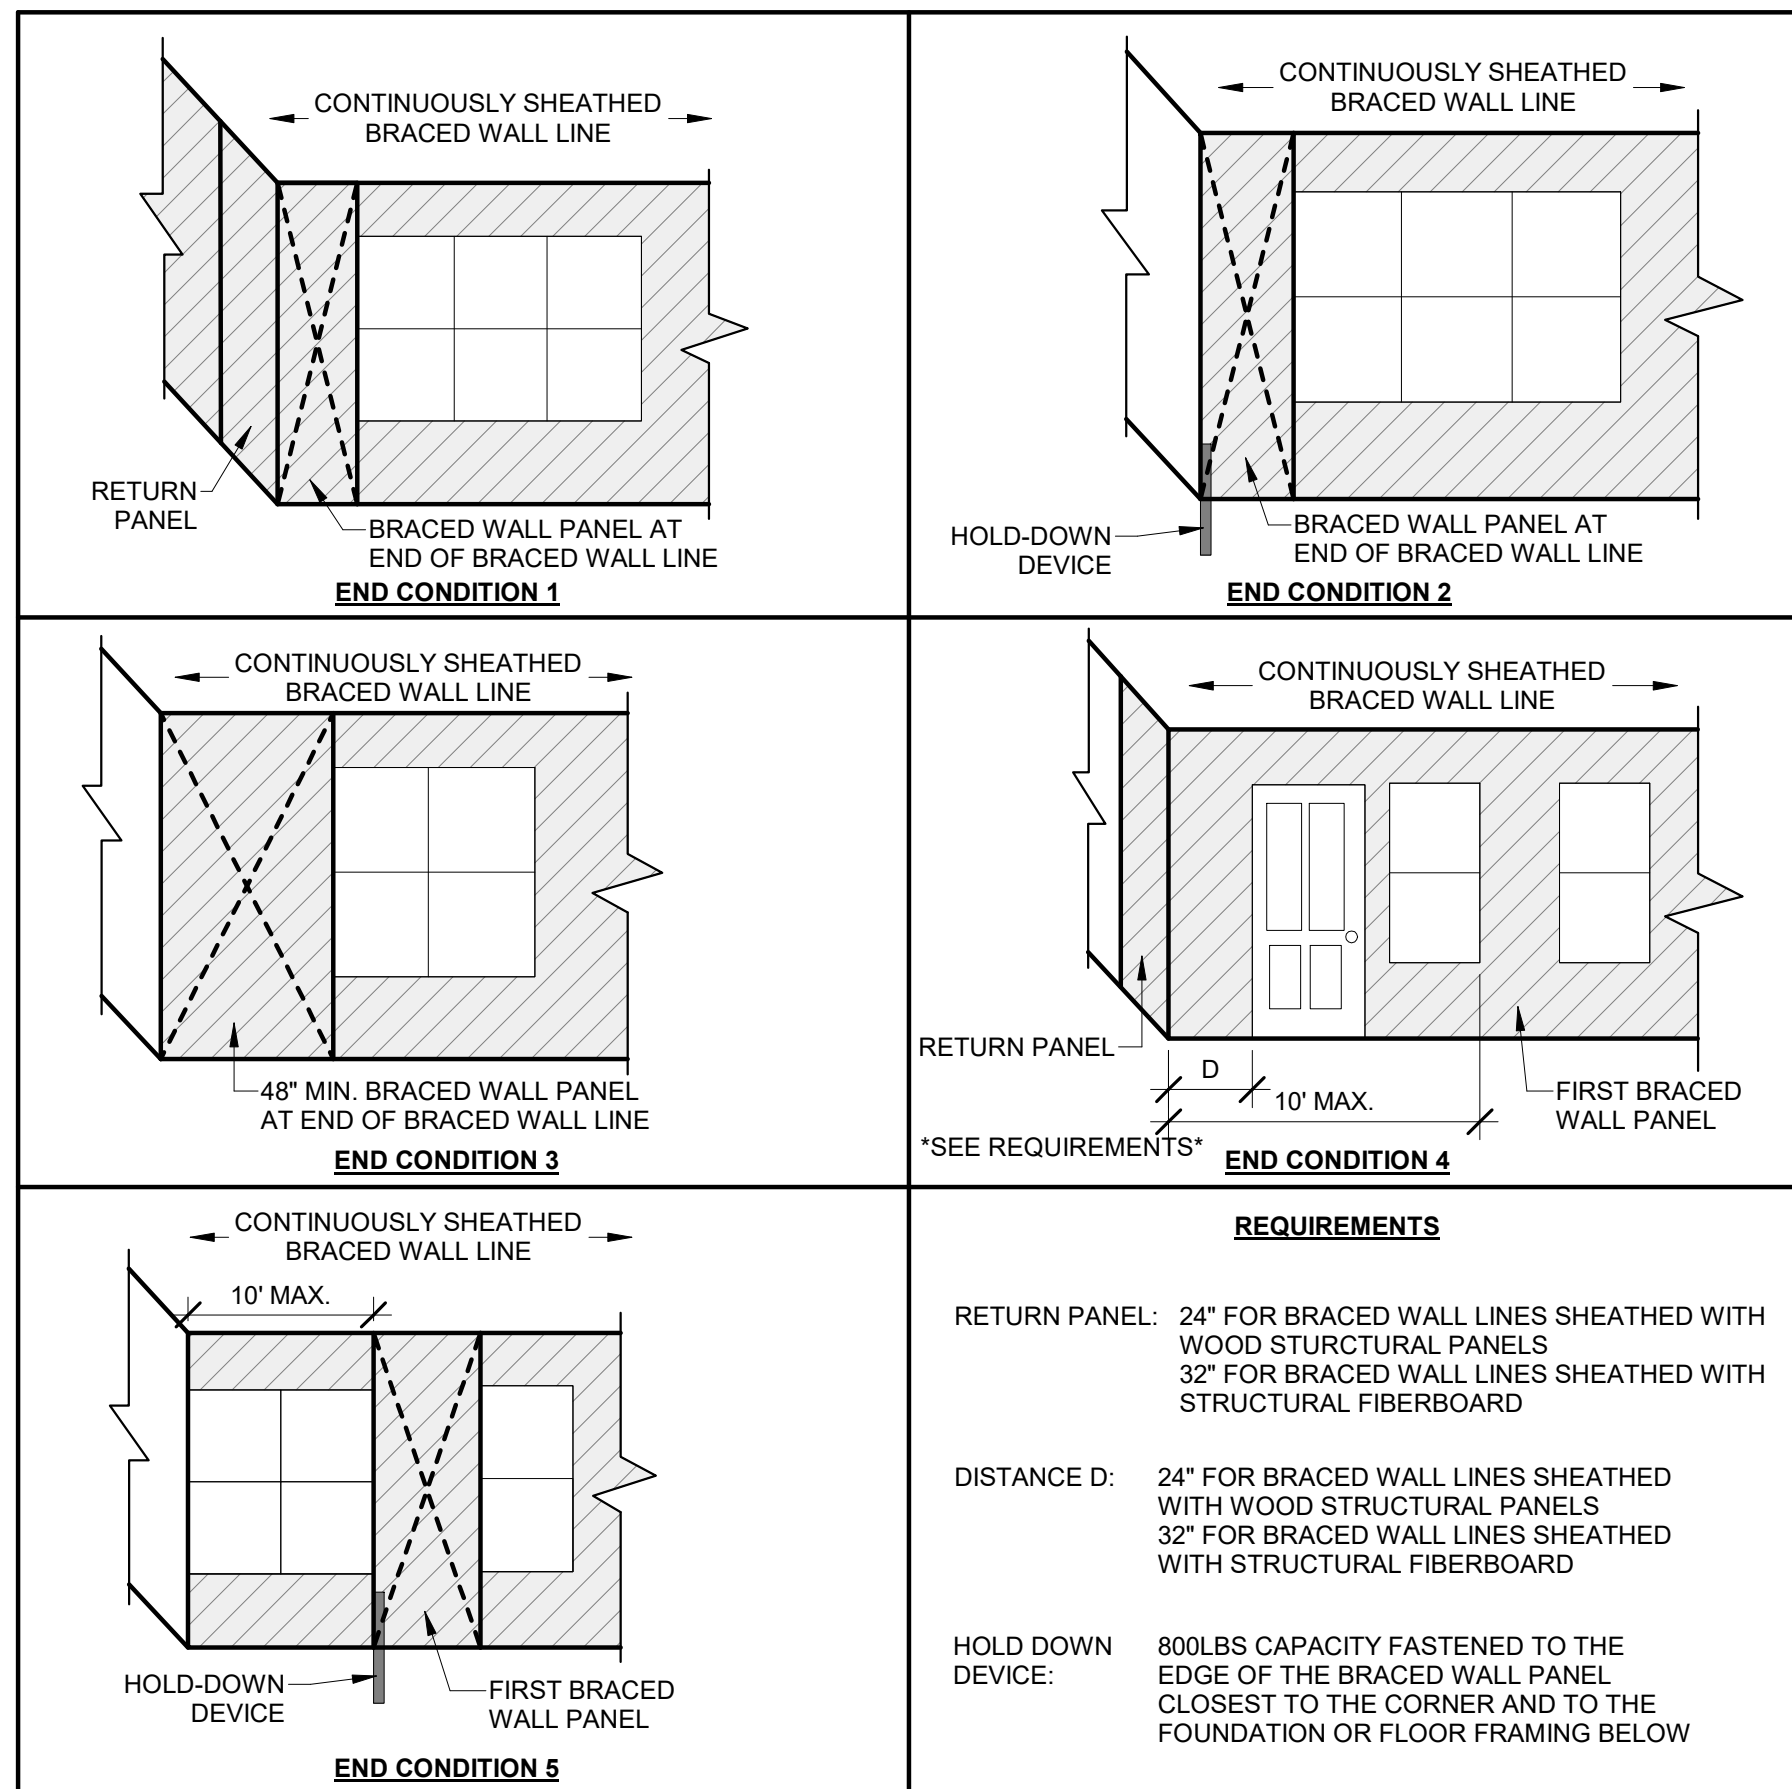 CONTINUOUSLY SHEATHED
BRACED WALL LINE
RETURN
PANEL
BRACED WALL PANEL AT
END OF BRACED WALL LINE
END CONDITION 1
CONTINUOUSLY SHEATHED
BRACED WALL LINE
HOLD-DOWN
DEVICE
BRACED WALL PANEL AT
END OF BRACED WALL LINE
END CONDITION 2
CONTINUOUSLY SHEATHED
BRACED WALL LINE
48" MIN. BRACED WALL PANEL
AT END OF BRACED WALL LINE
END CONDITION 3
CONTINUOUSLY SHEATHED
BRACED WALL LINE
RETURN PANEL
D
10' MAX.
FIRST BRACED
WALL PANEL
*SEE REQUIREMENTS*
END CONDITION 4
CONTINUOUSLY SHEATHED
BRACED WALL LINE
10' MAX.
HOLD-DOWN
DEVICE
FIRST BRACED
WALL PANEL
END CONDITION 5
REQUIREMENTS
RETURN PANEL: 24" FOR BRACED WALL LINES SHEATHED WITH
WOOD STURCTURAL PANELS
32" FOR BRACED WALL LINES SHEATHED WITH
STRUCTURAL FIBERBOARD
DISTANCE D: 24" FOR BRACED WALL LINES SHEATHED
WITH WOOD STRUCTURAL PANELS
32" FOR BRACED WALL LINES SHEATHED
WITH STRUCTURAL FIBERBOARD
HOLD DOWN 800LBS CAPACITY FASTENED TO THE
DEVICE: EDGE OF THE BRACED WALL PANEL
CLOSEST TO THE CORNER AND TO THE
FOUNDATION OR FLOOR FRAMING BELOW